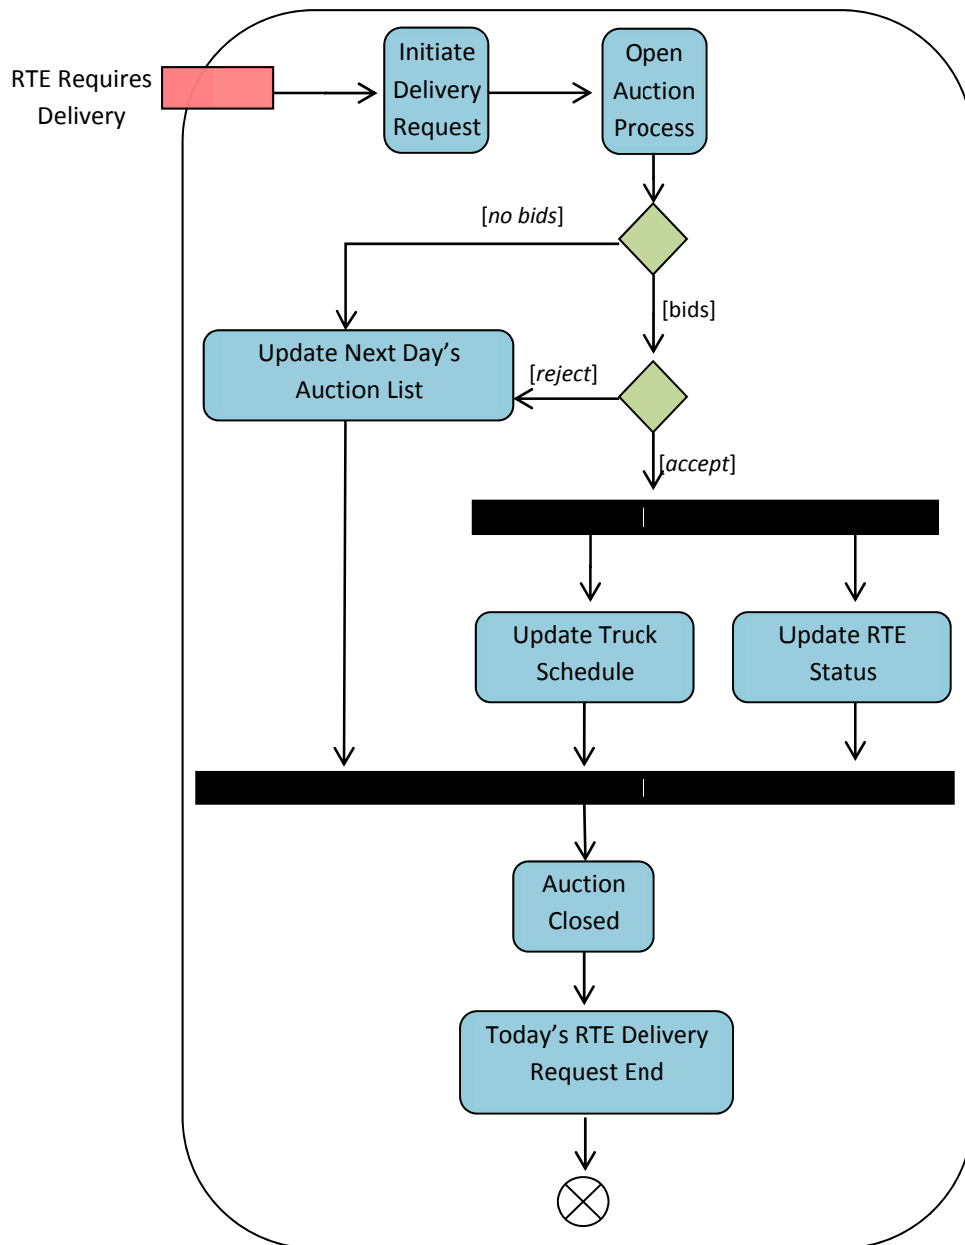 RTE Requires
Delivery
Initiate
Delivery
Request
Open
Auction
Process
[no bids]
[bids]
Update Next Day’s
Auction List
[reject]
[accept]
Update Truck
Schedule
Update RTE
Status
Auction
Closed
Today’s RTE Delivery
Request End